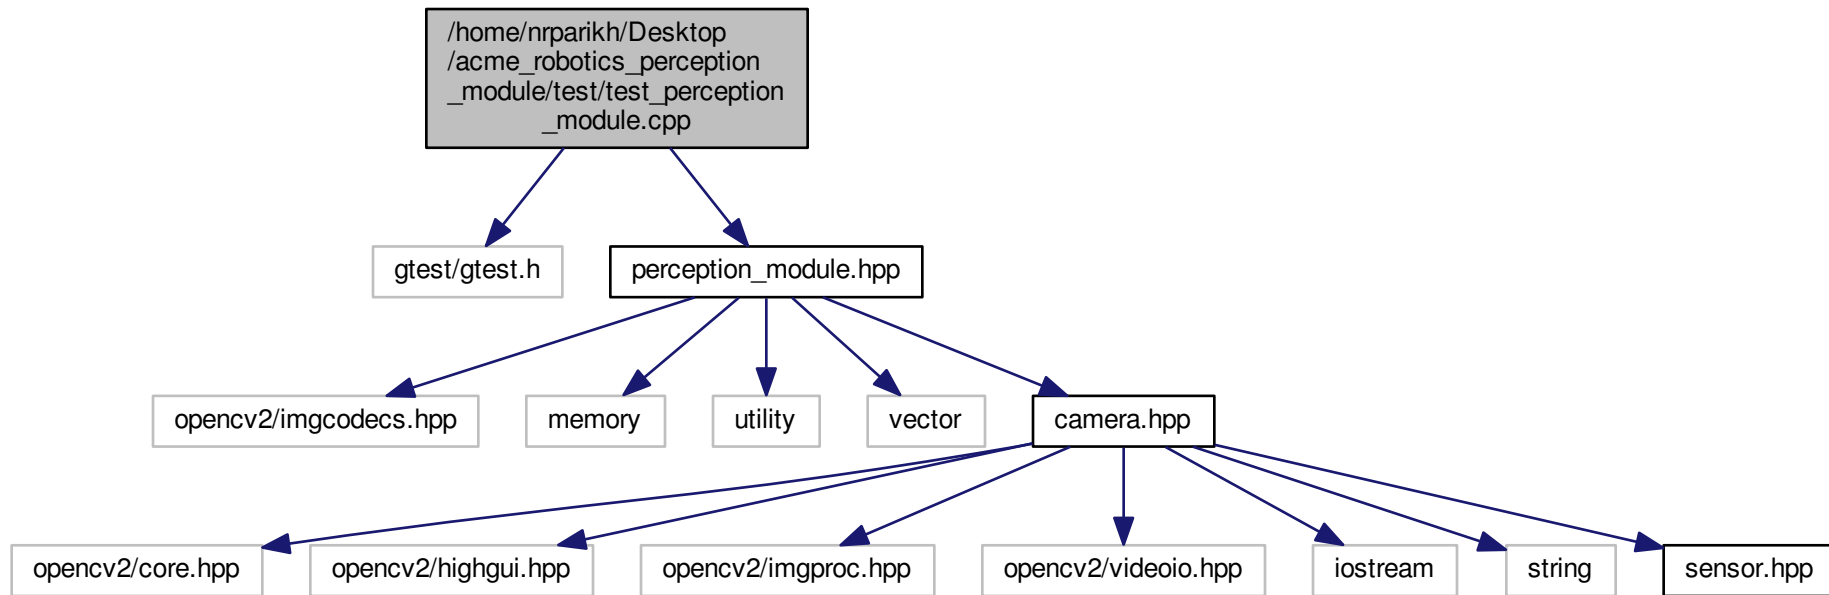 /home/nrparikh/Desktop
/acme_robotics_perception
_module/test/test_perception
_module.cpp
gtest/gtest.h
perception_module.hpp
opencv2/imgcodecs.hpp
memory
utility
vector
camera.hpp
opencv2/core.hpp
opencv2/highgui.hpp
opencv2/imgproc.hpp
opencv2/videoio.hpp
iostream
string
sensor.hpp